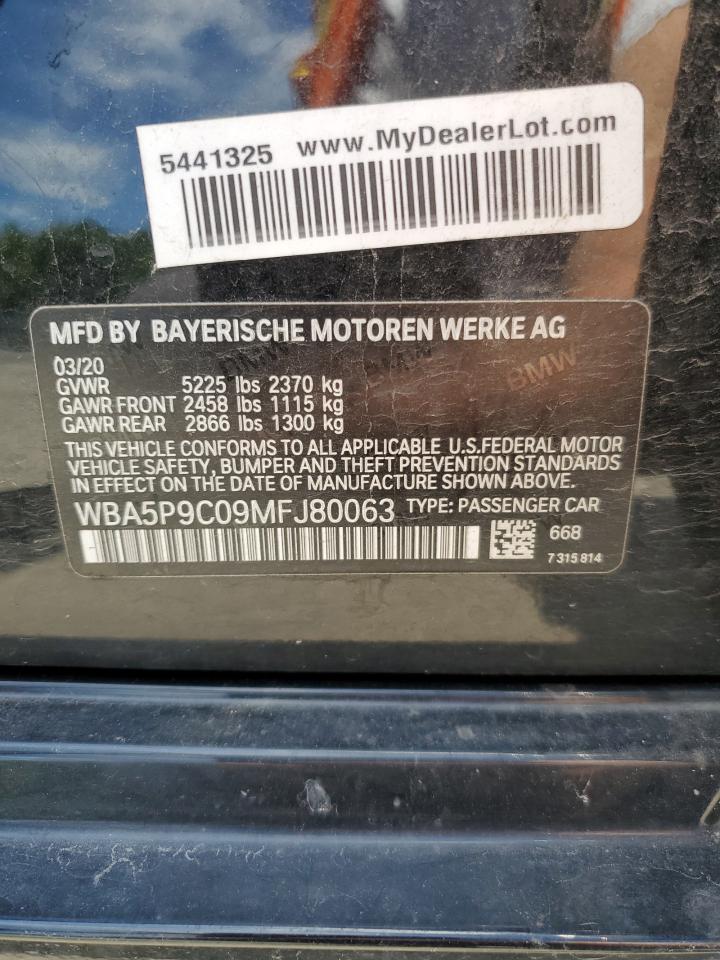 5441325 www.MyDealerLot.com
MFD BY BAYERISCHE MOTOREN WERKE AG
03/20
GVWR 5225 lbs 2370 kg
GAWR FRONT 2458 lbs 1115 kg
GAWR REAR 2866 lbs 1300 kg
THIS VEHICLE CONFORMS TO ALL APPLICABLE U.S.FEDERAL MOTOR
VEHICLE SAFETY, BUMPER AND THEFT PREVENTION STANDARDS
IN EFFECT ON THE DATE OF MANUFACTURE SHOWN ABOVE.
WBA5P9C09MFJ80063 TYPE: PASSENGER CAR
668
7 315 814
BMW